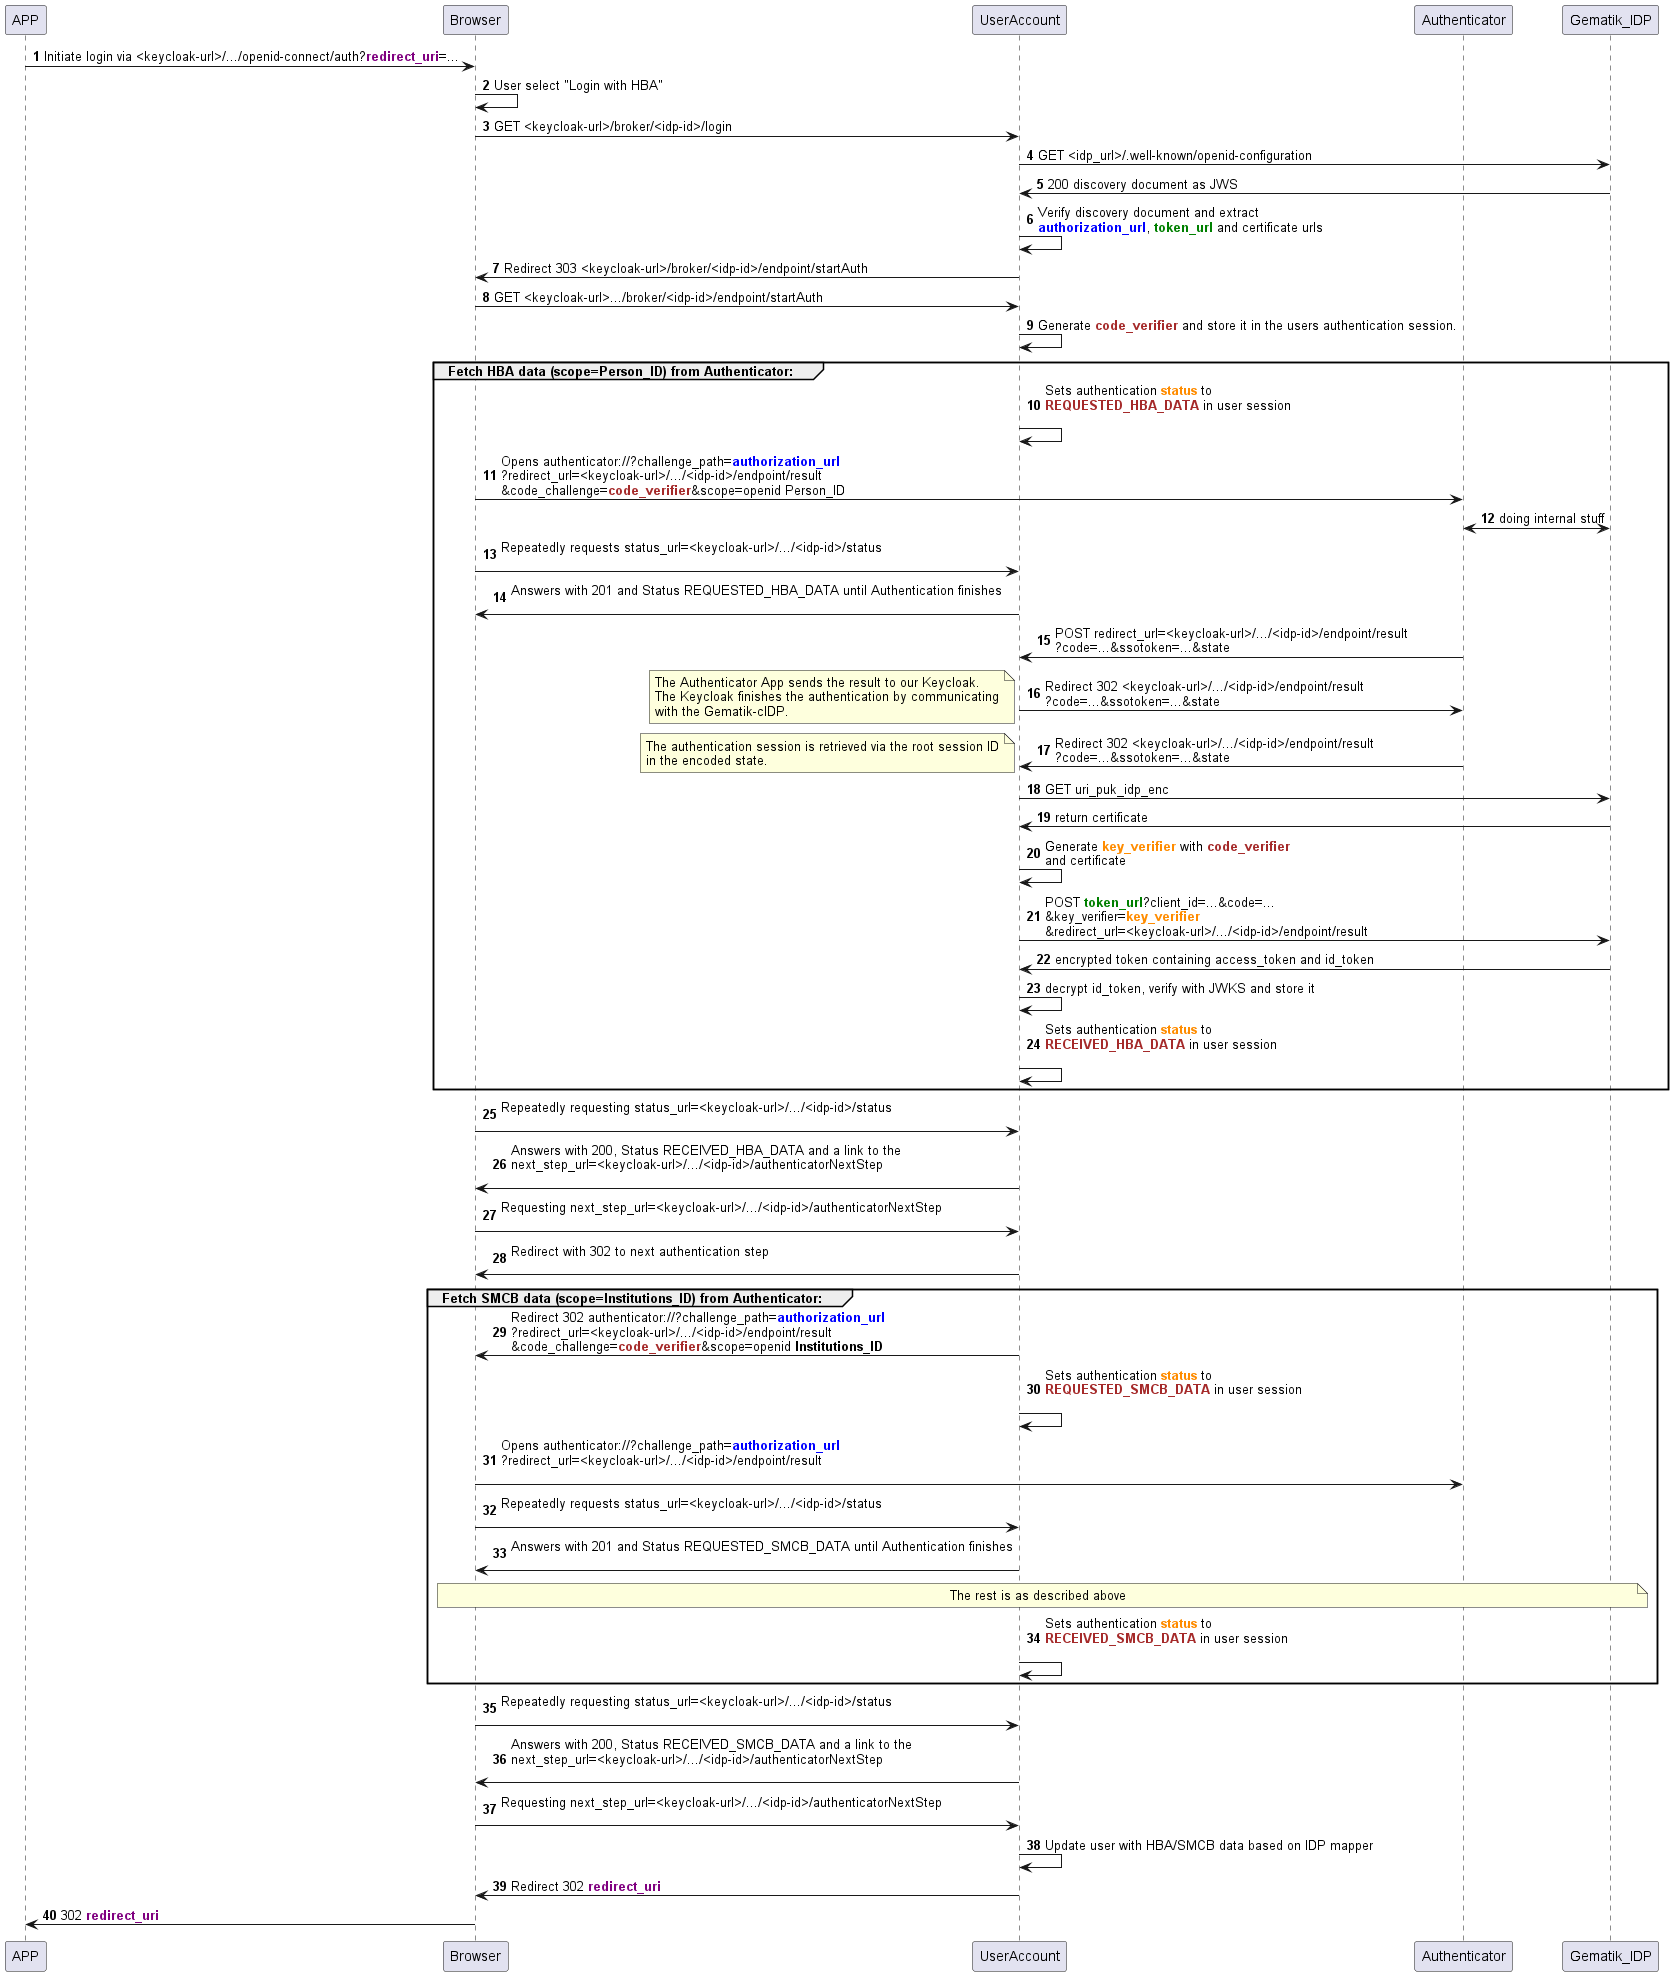 APP Browser UserAccount Authenticator Gematik_IDP
1 Initiate login via <keycloak-url>/.../openid-connect/auth?redirect_uri=...
2 User select "Login with HBA"
3 GET <keycloak-url>/broker/<idp-id>/login
4 GET <idp_url>/.well-known/openid-configuration
5 200 discovery document as JWS
6 Verify discovery document and extract
authorization_url, token_url and certificate urls
7 Redirect 303 <keycloak-url>/broker/<idp-id>/endpoint/startAuth
8 GET <keycloak-url>.../broker/<idp-id>/endpoint/startAuth
9 Generate code_verifier and store it in the users authentication session.
Fetch HBA data (scope=Person_ID) from Authenticator:
Sets authentication status to
10 REQUESTED_HBA_DATA in user session
Opens authenticator://?challenge_path=authorization_url
11 ?redirect_url=<keycloak-url>/.../<idp-id>/endpoint/result
&code_challenge=code_verifier&scope=openid Person_ID
12 doing internal stuff
13 Repeatedly requests status_url=<keycloak-url>/.../<idp-id>/status
14 Answers with 201 and Status REQUESTED_HBA_DATA until Authentication finishes
15 POST redirect_url=<keycloak-url>/.../<idp-id>/endpoint/result
?code=...&ssotoken=...&state
The Authenticator App sends the result to our Keycloak.
The Keycloak finishes the authentication by communicating
with the Gematik-cIDP.
16 Redirect 302 <keycloak-url>/.../<idp-id>/endpoint/result
?code=...&ssotoken=...&state
The authentication session is retrieved via the root session ID
in the encoded state.
17 Redirect 302 <keycloak-url>/.../<idp-id>/endpoint/result
?code=...&ssotoken=...&state
18 GET uri_puk_idp_enc
19 return certificate
20 Generate key_verifier with code_verifier
and certificate
POST token_url?client_id=...&code=...
21 &key_verifier=key_verifier
&redirect_url=<keycloak-url>/.../<idp-id>/endpoint/result
22 encrypted token containing access_token and id_token
23 decrypt id_token, verify with JWKS and store it
Sets authentication status to
24 RECEIVED_HBA_DATA in user session
25 Repeatedly requesting status_url=<keycloak-url>/.../<idp-id>/status
Answers with 200, Status RECEIVED_HBA_DATA and a link to the
26 next_step_url=<keycloak-url>/.../<idp-id>/authenticatorNextStep
27 Requesting next_step_url=<keycloak-url>/.../<idp-id>/authenticatorNextStep
28 Redirect with 302 to next authentication step
Fetch SMCB data (scope=Institutions_ID) from Authenticator:
Redirect 302 authenticator://?challenge_path=authorization_url
29 ?redirect_url=<keycloak-url>/.../<idp-id>/endpoint/result
&code_challenge=code_verifier&scope=openid Institutions_ID
Sets authentication status to
30 REQUESTED_SMCB_DATA in user session
Opens authenticator://?challenge_path=authorization_url
31 ?redirect_url=<keycloak-url>/.../<idp-id>/endpoint/result
32 Repeatedly requests status_url=<keycloak-url>/.../<idp-id>/status
33 Answers with 201 and Status REQUESTED_SMCB_DATA until Authentication finishes
The rest is as described above
Sets authentication status to
34 RECEIVED_SMCB_DATA in user session
35 Repeatedly requesting status_url=<keycloak-url>/.../<idp-id>/status
Answers with 200, Status RECEIVED_SMCB_DATA and a link to the
36 next_step_url=<keycloak-url>/.../<idp-id>/authenticatorNextStep
37 Requesting next_step_url=<keycloak-url>/.../<idp-id>/authenticatorNextStep
38 Update user with HBA/SMCB data based on IDP mapper
39 Redirect 302 redirect_uri
40 302 redirect_uri
APP Browser UserAccount Authenticator Gematik_IDP